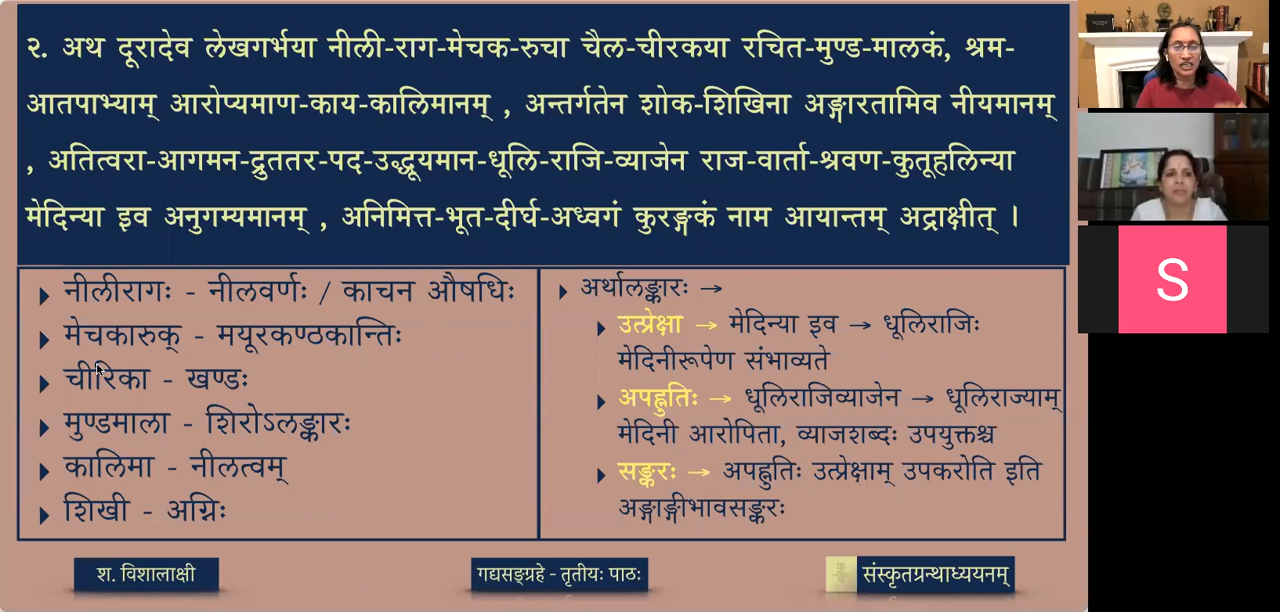 २. अथ दूरादेव लेखगर्भया नीली-राग-मेचक-रुचा चैल-चीरकया रचित-मुण्ड-मालकं, श्रम-
आतपाभ्याम् आरोप्यमाण-काय-कालिमानम् , अन्तर्गतेन शोक-शिखिना अङ्गारतामिव नीयमानम्
, अतित्वरा-आगमन-द्रुततर-पद-उद्धूयमान-धूलि-राजि-व्याजेन राज-वार्ता-श्रवण-कुतूहलिन्या
मेदिन्या इव अनुगम्यमानम् , अनिमित्त-भूत-दीर्घ-अध्वगं कुरङ्गकं नाम आयान्तम् अद्राक्षीत् ।
नीलीरागः - नीलवर्णः / काचन औषधिः
मेचकारुक् - मयूरकण्ठकान्तिः
चीरिका - खण्डः
मुण्डमाला - शिरोऽलङ्कारः
कालिमा - नीलत्वम्
शिखी - अग्निः
अर्थालङ्कारः →
उत्प्रेक्षा → मेदिन्या इव → धूलिराजिः
मेदिनीरूपेण संभाव्यते
अपह्नुतिः → धूलिराजिव्याजेन → धूलिराज्याम्
मेदिनी आरोपिता, व्याजशब्दः उपयुक्तश्च
सङ्करः → अपह्नुतिः उत्प्रेक्षाम् उपकरोति इति
अङ्गाङ्गीभावसङ्करः
श. विशालाक्षी
गद्यसङ्ग्रहे - तृतीयः पाठः
संस्कृतग्रन्थाध्ययनम्
S